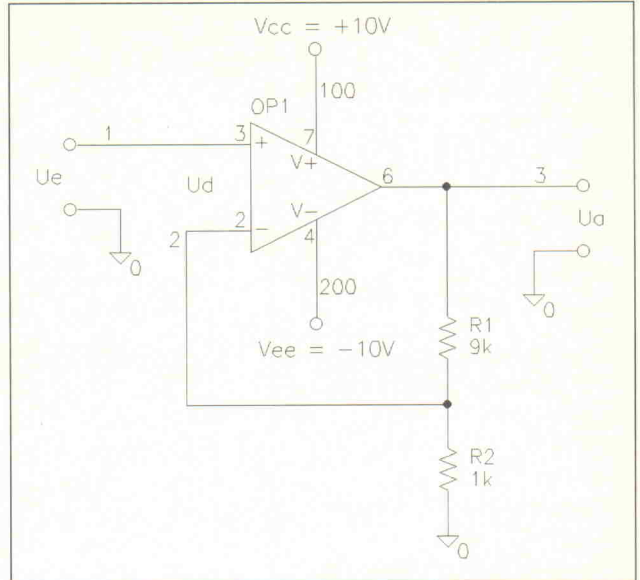 Vcc = +10V
100
OP1
1
3
+
7
V+
Ue
Ud
6
3
V-
2
2
-
4
Ua
0
200
0
Vee = -10V
R1
9k
R2
1k
0